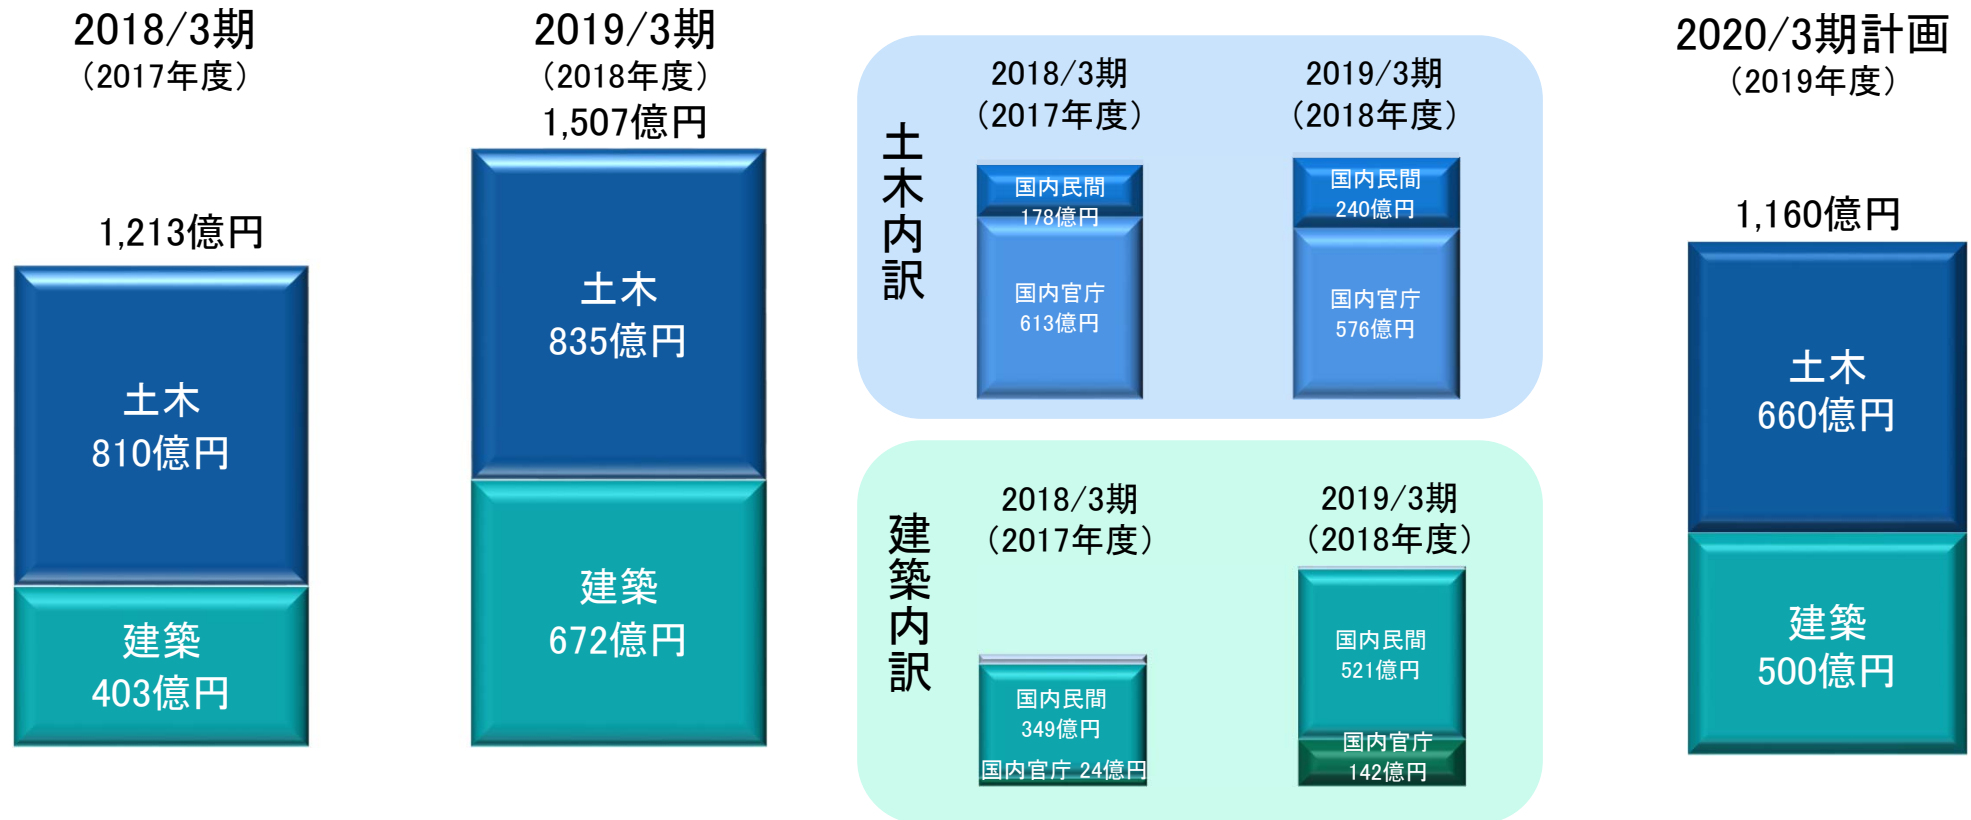 2018/3期
（2017年度）
1,213億円
土木
810億円
建築
403億円
2019/3期
（2018年度）
1,507億円
土木
835億円
建築
672億円
土木内訳
2018/3期
（2017年度）
国内民間
178億円
国内官庁
613億円
2019/3期
（2018年度）
国内民間
240億円
国内官庁
576億円
建築内訳
2018/3期
（2017年度）
国内民間
349億円
国内官庁 24億円
2019/3期
（2018年度）
国内民間
521億円
国内官庁
142億円
2020/3期計画
（2019年度）
1,160億円
土木
660億円
建築
500億円